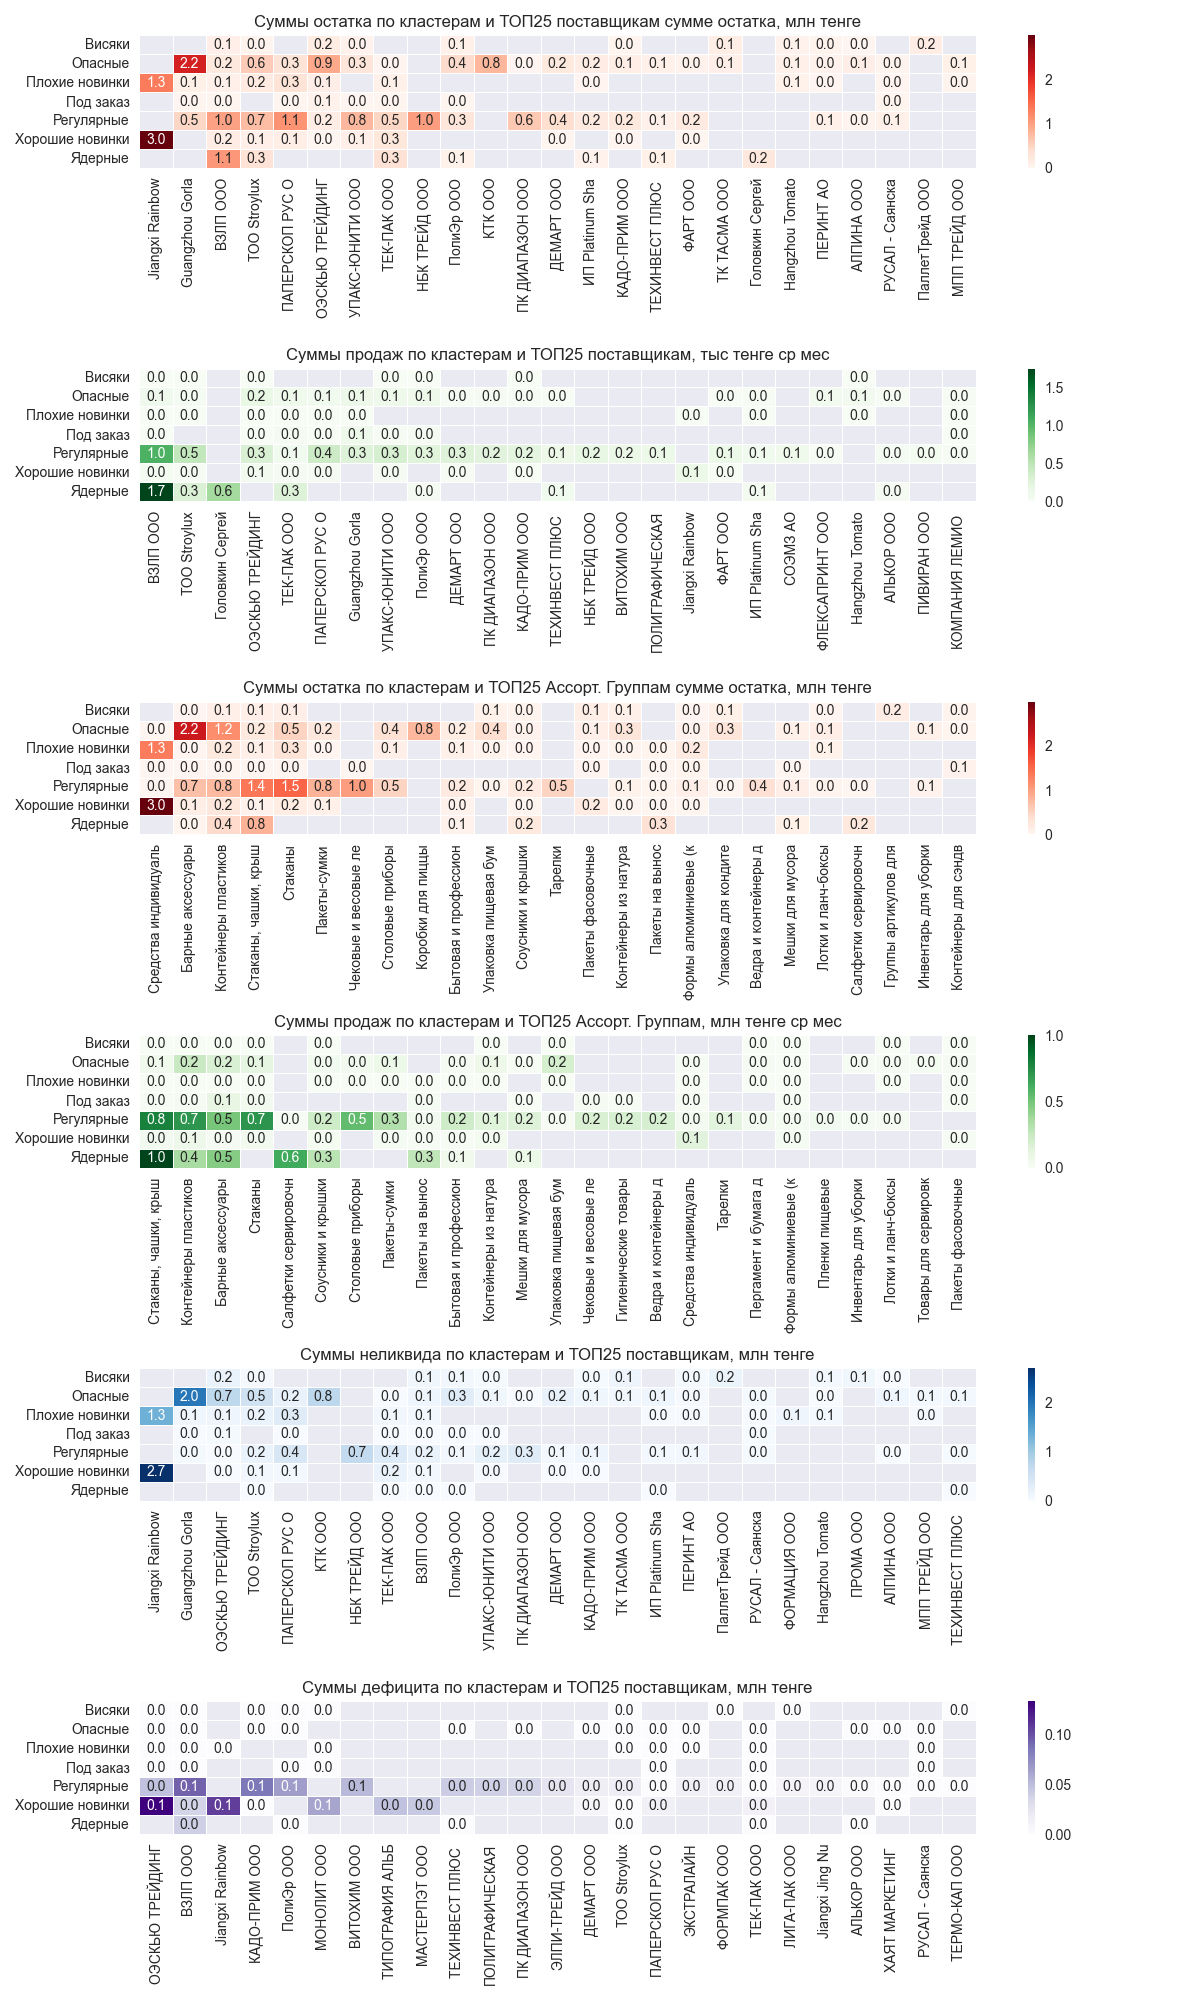 Суммы остатка по кластерам и ТОП25 поставщикам сумме остатка, млн тенге
Висяки 0.1 0.0 0.2 0.0 0.1 0.0 0.1 0.1 0.0 0.0 0.2
Опасные 2.2 0.2 0.6 0.3 0.9 0.3 0.0 0.4 0.8 0.0 0.2 0.2 0.1 0.1 0.0 0.1 0.1 0.0 0.1 0.0 0.1
Плохие новинки 1.3 0.1 0.1 0.2 0.3 0.1 0.1 0.0 0.1 0.0 0.0 0.0
Под заказ 0.0 0.0 0.0 0.1 0.0 0.0 0.0 0.0
Регулярные 0.5 1.0 0.7 1.1 0.2 0.8 0.5 1.0 0.3 0.6 0.4 0.2 0.2 0.1 0.2 0.1 0.0 0.1
Хорошие новинки 3.0 0.2 0.1 0.1 0.0 0.1 0.3 0.0 0.0 0.0
Ядерные 1.1 0.3 0.3 0.1 0.1 0.1 0.2
2
1
0
Jiangxi Rainbow
Guangzhou Gorla
ВЗЛП ООО
ТОО Stroylux
ПАПЕРСКОП РУС О
ОЭСКЬЮ ТРЕЙДИНГ
УПАКС-ЮНИТИ ООО
ТЕК-ПАК ООО
НБК ТРЕЙД ООО
ПолиЭр ООО
КТК ООО
ПК ДИАПАЗОН ООО
ДЕМАРТ ООО
ИП Platinum Sha
КАДО-ПРИМ ООО
ТЕХИНВЕСТ ПЛЮС
ФАРТ ООО
ТК ТАСМА ООО
Головкин Сергей
Hangzhou Tomato
ПЕРИНТ АО
АЛПИНА ООО
РУСАЛ - Саянска
ПаллетТрейд ООО
МПП ТРЕЙД ООО
Суммы продаж по кластерам и ТОП25 поставщикам, тыс тенге ср мес
Висяки 0.0 0.0 0.0 0.0 0.0 0.0 0.0
Опасные 0.1 0.0 0.2 0.1 0.1 0.1 0.1 0.1 0.0 0.0 0.0 0.0 0.0 0.0 0.1 0.1 0.0 0.0
Плохие новинки 0.0 0.0 0.0 0.0 0.0 0.0 0.0 0.0 0.0 0.0
Под заказ 0.0 0.0 0.0 0.0 0.1 0.0 0.0 0.0
Регулярные 1.0 0.5 0.3 0.1 0.4 0.3 0.3 0.3 0.3 0.2 0.2 0.1 0.2 0.2 0.1 0.1 0.1 0.1 0.0 0.0 0.0 0.0
Хорошие новинки 0.0 0.0 0.1 0.0 0.0 0.0 0.0 0.0 0.1 0.0
Ядерные 1.7 0.3 0.6 0.3 0.0 0.1 0.1 0.0
1.5
1.0
0.5
0.0
ВЗЛП ООО
ТОО Stroylux
Головкин Сергей
ОЭСКЬЮ ТРЕЙДИНГ
ТЕК-ПАК ООО
ПАПЕРСКОП РУС О
Guangzhou Gorla
УПАКС-ЮНИТИ ООО
ПолиЭр ООО
ДЕМАРТ ООО
ПК ДИАПАЗОН ООО
КАДО-ПРИМ ООО
ТЕХИНВЕСТ ПЛЮС
НБК ТРЕЙД ООО
ВИТОХИМ ООО
ПОЛИГРАФИЧЕСКАЯ
Jiangxi Rainbow
ФАРТ ООО
ИП Platinum Sha
СОЭМЗ АО
ФЛЕКСАПРИНТ ООО
Hangzhou Tomato
АЛЬКОР ООО
ПИВИРАН ООО
КОМПАНИЯ ЛЕМИО
Суммы остатка по кластерам и ТОП25 Ассорт. Группам сумме остатка, млн тенге
Висяки 0.0 0.1 0.1 0.1 0.1 0.0 0.1 0.1 0.0 0.1 0.0 0.2 0.0
Опасные 0.0 2.2 1.2 0.2 0.5 0.2 0.4 0.8 0.2 0.4 0.0 0.1 0.3 0.0 0.3 0.1 0.1 0.1 0.0
Плохие новинки 1.3 0.0 0.2 0.1 0.3 0.0 0.1 0.1 0.0 0.0 0.0 0.0 0.0 0.2 0.1
Под заказ 0.0 0.0 0.0 0.0 0.0 0.0 0.0 0.0 0.0 0.0 0.1
Регулярные 0.0 0.7 0.8 1.4 1.5 0.8 1.0 0.5 0.2 0.0 0.2 0.5 0.1 0.0 0.1 0.0 0.4 0.1 0.0 0.0 0.1
Хорошие новинки 3.0 0.1 0.2 0.1 0.2 0.1 0.0 0.0 0.2 0.0 0.0 0.0
Ядерные 0.0 0.4 0.8 0.1 0.2 0.3 0.1 0.2
2
1
0
Средства индивидуаль
Барные аксессуары
Контейнеры пластиков
Стаканы, чашки, крыш
Стаканы
Пакеты-сумки
Чековые и весовые ле
Столовые приборы
Коробки для пиццы
Бытовая и профессион
Упаковка пищевая бум
Соусники и крышки
Тарелки
Пакеты фасовочные
Контейнеры из натура
Пакеты на вынос
Формы алюминиевые (к
Упаковка для кондите
Ведра и контейнеры д
Мешки для мусора
Лотки и ланч-боксы
Салфетки сервировочн
Группы артикулов для
Инвентарь для уборки
Контейнеры для сэндв
Суммы продаж по кластерам и ТОП25 Ассорт. Группам, млн тенге ср мес
Висяки 0.0 0.0 0.0 0.0 0.0 0.0 0.0 0.0 0.0 0.0 0.0
Опасные 0.1 0.2 0.2 0.1 0.0 0.0 0.1 0.0 0.1 0.0 0.2 0.0 0.0 0.0 0.0 0.0 0.0
Плохие новинки 0.0 0.0 0.0 0.0 0.0 0.0 0.0 0.0 0.0 0.0 0.0 0.0 0.0 0.0 0.0
Под заказ 0.0 0.0 0.1 0.0 0.0 0.0 0.0 0.0 0.0 0.0 0.0
Регулярные 0.8 0.7 0.5 0.7 0.0 0.2 0.5 0.3 0.0 0.2 0.1 0.2 0.0 0.2 0.2 0.2 0.0 0.1 0.0 0.0 0.0 0.0 0.0
Хорошие новинки 0.0 0.1 0.0 0.0 0.0 0.0 0.0 0.0 0.0 0.1 0.0 0.0
Ядерные 1.0 0.4 0.5 0.6 0.3 0.3 0.1 0.1
1.0
0.5
0.0
Стаканы, чашки, крыш
Контейнеры пластиков
Барные аксессуары
Стаканы
Салфетки сервировочн
Соусники и крышки
Столовые приборы
Пакеты-сумки
Пакеты на вынос
Бытовая и профессион
Контейнеры из натура
Мешки для мусора
Упаковка пищевая бум
Чековые и весовые ле
Гигиенические товары
Ведра и контейнеры д
Средства индивидуаль
Тарелки
Пергамент и бумага д
Формы алюминиевые (к
Пленки пищевые
Инвентарь для уборки
Лотки и ланч-боксы
Товары для сервировк
Пакеты фасовочные
Суммы неликвида по кластерам и ТОП25 поставщикам, млн тенге
Висяки 0.2 0.0 0.1 0.1 0.0 0.0 0.1 0.0 0.2 0.1 0.1 0.0
Опасные 2.0 0.7 0.5 0.2 0.8 0.0 0.1 0.3 0.1 0.0 0.2 0.1 0.1 0.1 0.0 0.0 0.0 0.1 0.1 0.1
Плохие новинки 1.3 0.1 0.1 0.2 0.3 0.1 0.1 0.0 0.0 0.0 0.1 0.1 0.0
Под заказ 0.0 0.1 0.0 0.0 0.0 0.0 0.0 0.0
Регулярные 0.0 0.0 0.2 0.4 0.7 0.4 0.2 0.1 0.2 0.3 0.1 0.1 0.1 0.1 0.0 0.0 0.0
Хорошие новинки 2.7 0.0 0.1 0.1 0.2 0.1 0.0 0.0 0.0
Ядерные 0.0 0.0 0.0 0.0 0.0 0.0
2
1
0
Jiangxi Rainbow
Guangzhou Gorla
ОЭСКЬЮ ТРЕЙДИНГ
ТОО Stroylux
ПАПЕРСКОП РУС О
КТК ООО
НБК ТРЕЙД ООО
ТЕК-ПАК ООО
ВЗЛП ООО
ПолиЭр ООО
УПАКС-ЮНИТИ ООО
ПК ДИАПАЗОН ООО
ДЕМАРТ ООО
КАДО-ПРИМ ООО
ТК ТАСМА ООО
ИП Platinum Sha
ПЕРИНТ АО
ПаллетТрейд ООО
РУСАЛ - Саянска
ФОРМАЦИЯ ООО
Hangzhou Tomato
ПРОМА ООО
АЛПИНА ООО
МПП ТРЕЙД ООО
ТЕХИНВЕСТ ПЛЮС
Суммы дефицита по кластерам и ТОП25 поставщикам, млн тенге
Висяки 0.0 0.0 0.0 0.0 0.0 0.0 0.0 0.0 0.0
Опасные 0.0 0.0 0.0 0.0 0.0 0.0 0.0 0.0 0.0 0.0 0.0 0.0 0.0 0.0
Плохие новинки 0.0 0.0 0.0 0.0 0.0 0.0 0.0 0.0 0.0
Под заказ 0.0 0.0 0.0 0.0 0.0 0.0 0.0
Регулярные 0.0 0.1 0.1 0.1 0.1 0.0 0.0 0.0 0.0 0.0 0.0 0.0 0.0 0.0 0.0 0.0 0.0 0.0 0.0 0.0 0.0
Хорошие новинки 0.1 0.0 0.1 0.0 0.1 0.0 0.0 0.0 0.0 0.0 0.0 0.0
Ядерные 0.0 0.0 0.0 0.0 0.0 0.0
0.10
0.05
0.00
ОЭСКЬЮ ТРЕЙДИНГ
ВЗЛП ООО
Jiangxi Rainbow
КАДО-ПРИМ ООО
ПолиЭр ООО
МОНОЛИТ ООО
ВИТОХИМ ООО
ТИПОГРАФИЯ АЛЬБ
МАСТЕРПЭТ ООО
ТЕХИНВЕСТ ПЛЮС
ПОЛИГРАФИЧЕСКАЯ
ПК ДИАПАЗОН ООО
ЭЛПИ-ТРЕЙД ООО
ДЕМАРТ ООО
ТОО Stroylux
ПАПЕРСКОП РУС О
ЭКСТРАЛАЙН
ФОРМПАК ООО
ТЕК-ПАК ООО
ЛИГА-ПАК ООО
Jiangxi Jing Nu
АЛЬКОР ООО
ХАЯТ МАРКЕТИНГ
РУСАЛ - Саянска
ТЕРМО-КАП ООО